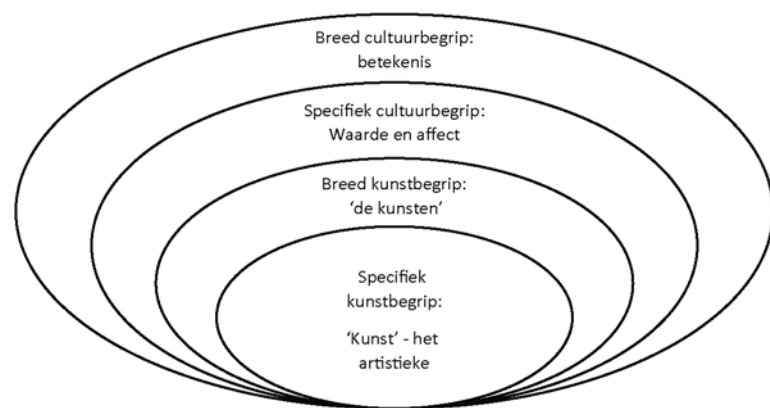 Breed cultuurbegrip:
betekenis
Specifiek cultuurbegrip:
Waarde en affect
Breed kunstbegrip:
‘de kunsten’
Specifiek
kunstbegrip:
‘Kunst’ - het
artistieke